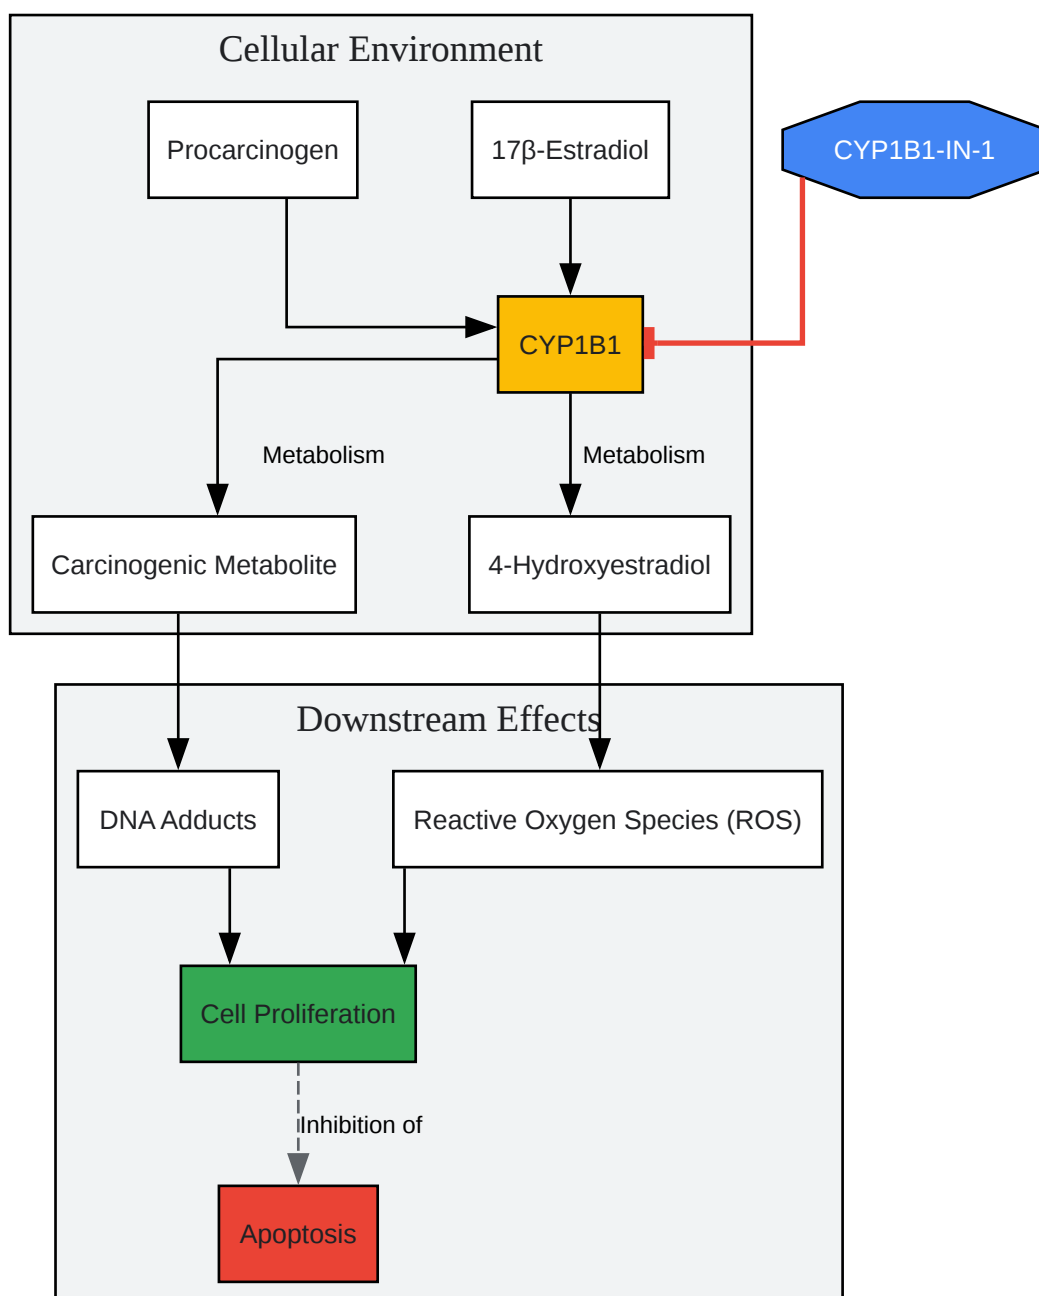 Cellular Environment
Procarcinogen
17β-Estradiol
CYP1B1-IN-1
CYP1B1
Metabolism
Metabolism
Carcinogenic Metabolite
4-Hydroxyestradiol
Downstream Effects
DNA Adducts
Reactive Oxygen Species (ROS)
Cell Proliferation
Inhibition of
Apoptosis